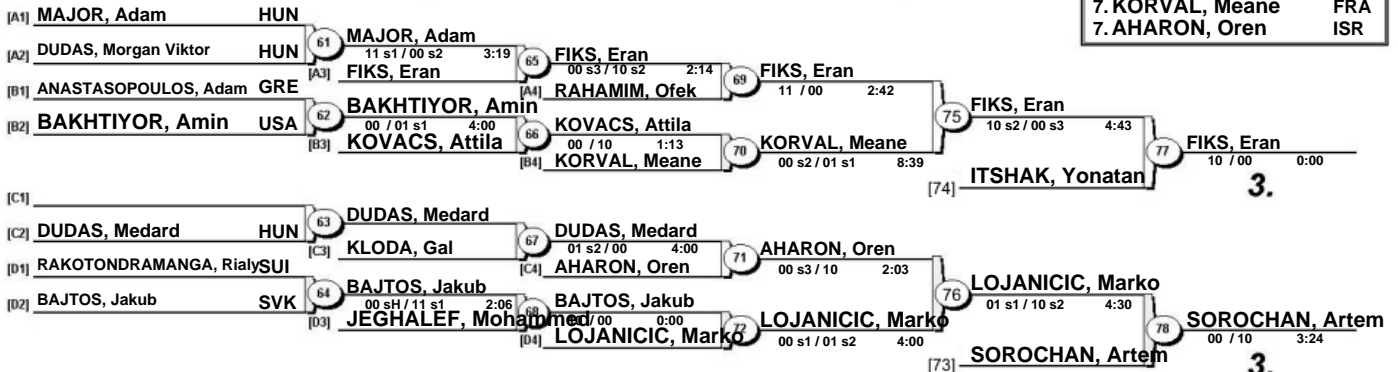 7. KORVAL, Meane FRA
7. AHARON, Oren ISR
[A1] MAJOR, Adam HUN
61
MAJOR, Adam
11 s1 / 00 s2 3:19
[A2] DUDAS, Morgan Viktor HUN
[A3] FIKS, Eran
65
FIKS, Eran
00 s3 / 10 s2 2:14
[A4] RAHAMIM, Ofek
69
FIKS, Eran
11 / 00 2:42
[B1] ANASTASOPOULOS, Adam GRE
62
BAKHTIYOR, Amin
00 / 01 s1 4:00
[B2] BAKHTIYOR, Amin USA
[B3] KOVACS, Attila
66
KOVACS, Attila
00 / 10 1:13
[B4] KORVAL, Meane
70
KORVAL, Meane
00 s2 / 01 s1 8:39
75
FIKS, Eran
10 s2 / 00 s3 4:43
[74] ITSHAK, Yonatan
77
FIKS, Eran
10 / 00 0:00
3.
[C1]
63
DUDAS, Medard
[C2] DUDAS, Medard HUN
[C3] KLODA, Gal
67
DUDAS, Medard
01 s2 / 00 4:00
[C4] AHARON, Oren
71
AHARON, Oren
00 s3 / 10 2:03
[D1] RAKOTONDRAMANGA, Rialy SUI
64
BAJTOS, Jakub
00 sH / 11 s1 2:06
[D2] BAJTOS, Jakub SVK
[D3] JEGHALEF, Mohammed
68
BAJTOS, Jakub
/ 00 0:00
[D4] LOJANICIC, Marko
72
LOJANICIC, Marko
00 s1 / 01 s2 4:00
76
LOJANICIC, Marko
01 s1 / 10 s2 4:30
[73] SOROCHAN, Artem
78
SOROCHAN, Artem
00 / 10 3:24
3.